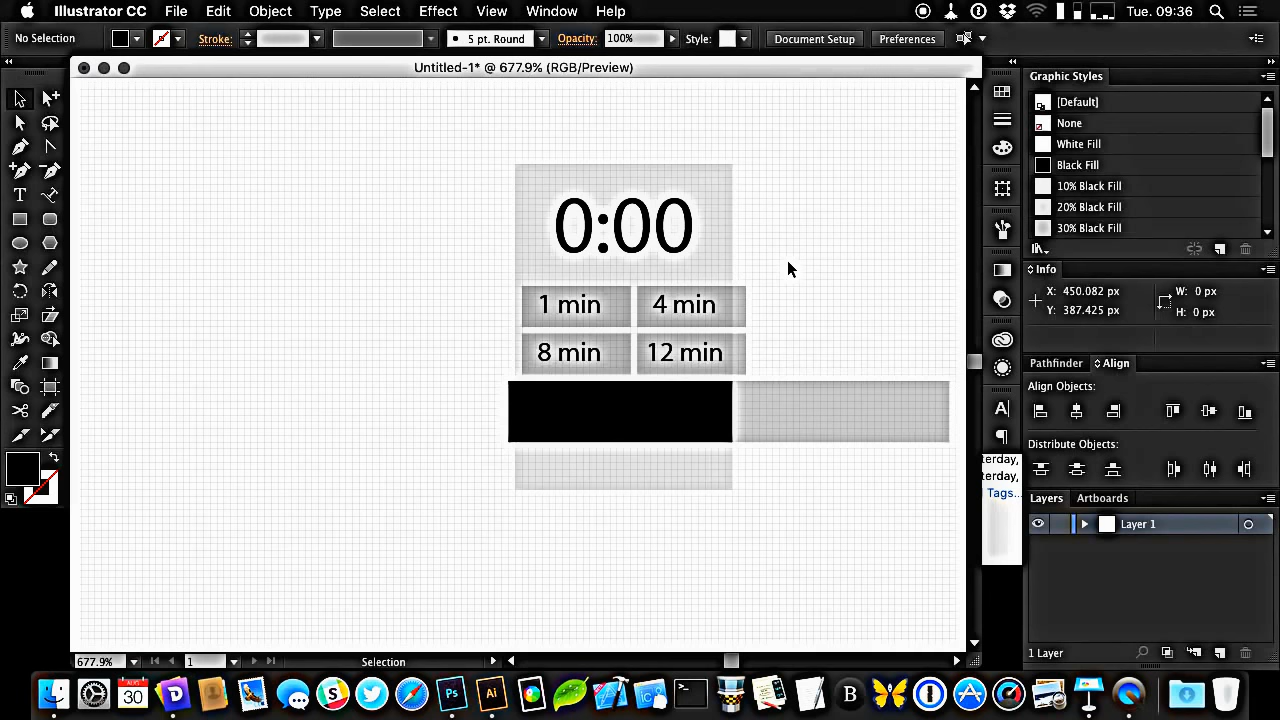 Illustrator CC File Edit Object Type Select Effect View Window Help Tue. 09:36
No Selection Stroke: 5 pt. Round Opacity: 100% Style: Document Setup Preferences
Untitled-1* @ 677.9% (RGB/Preview)
Graphic Styles
[Default]
None
White Fill
Black Fill
10% Black Fill
20% Black Fill
30% Black Fill
0:00
1 min 4 min
8 min 12 min
Info
X: 450.082 px W: 0 px
Y: 387.425 px H: 0 px
Pathfinder Align
Align Objects:
Distribute Objects:
terday,
terday,
Tags...
Layers Artboards
Layer 1
677.9% 1 Selection
1 Layer
AUG
30